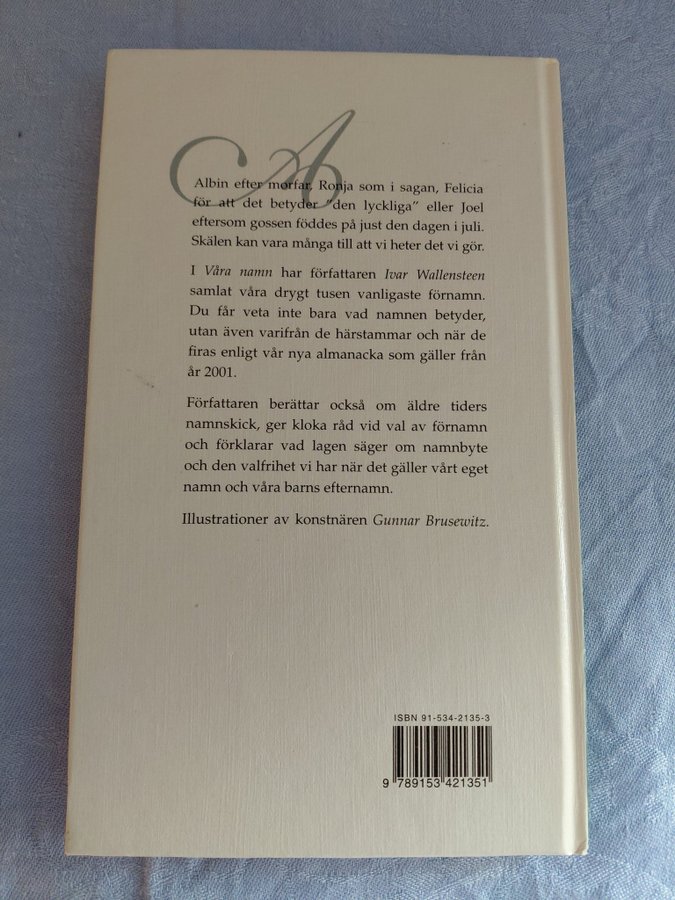 A
Albin efter morfar, Ronja som i sagan, Felicia
för att det betyder ”den lyckliga” eller Joel
eftersom gossen föddes på just den dagen i juli.
Skälen kan vara många till att vi heter det vi gör.
I Våra namn har författaren Ivar Wallensteen
samlat våra drygt tusen vanligaste förnamn.
Du får veta inte bara vad namnen betyder,
utan även varifrån de härstammar och när de
firas enligt vår nya almanacka som gäller från
år 2001.
Författaren berättar också om äldre tiders
namnskick, ger kloka råd vid val av förnamn
och förklarar vad lagen säger om namnbyte
och den valfrihet vi har när det gäller vårt eget
namn och våra barns efternamn.
Illustrationer av konstnären Gunnar Brusewitz.
ISBN 91-534-2135-3
9 789153 421351